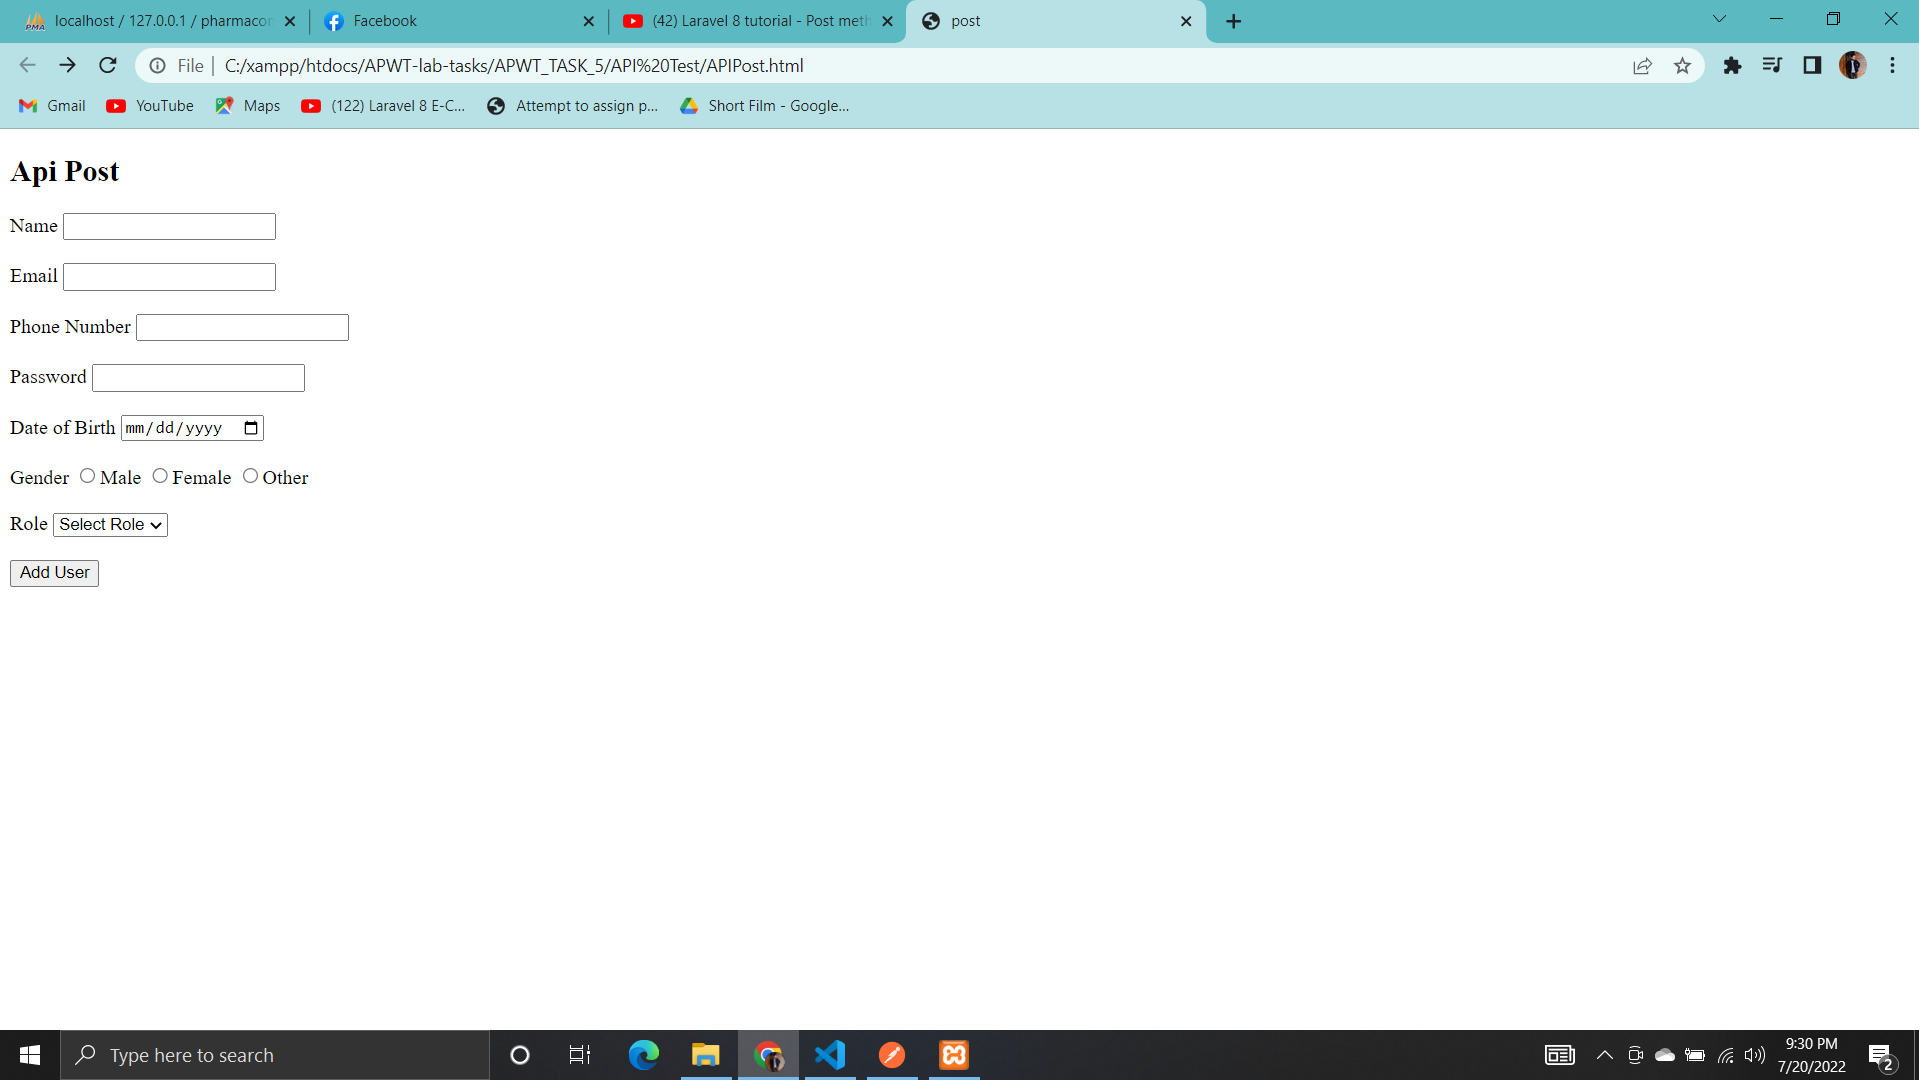 localhost / 127.0.0.1 / pharmacon
Facebook
(42) Laravel 8 tutorial - Post meth
post
File
C:/xampp/htdocs/APWT-lab-tasks/APWT_TASK_5/API%20Test/APIPost.html
Gmail
YouTube
Maps
(122) Laravel 8 E-C...
Attempt to assign p...
Short Film - Google...
Api Post
Name
Email
Phone Number
Password
Date of Birth mm/dd/yyyy
Gender Male Female Other
Role Select Role
Add User
Type here to search
9:30 PM
7/20/2022
2